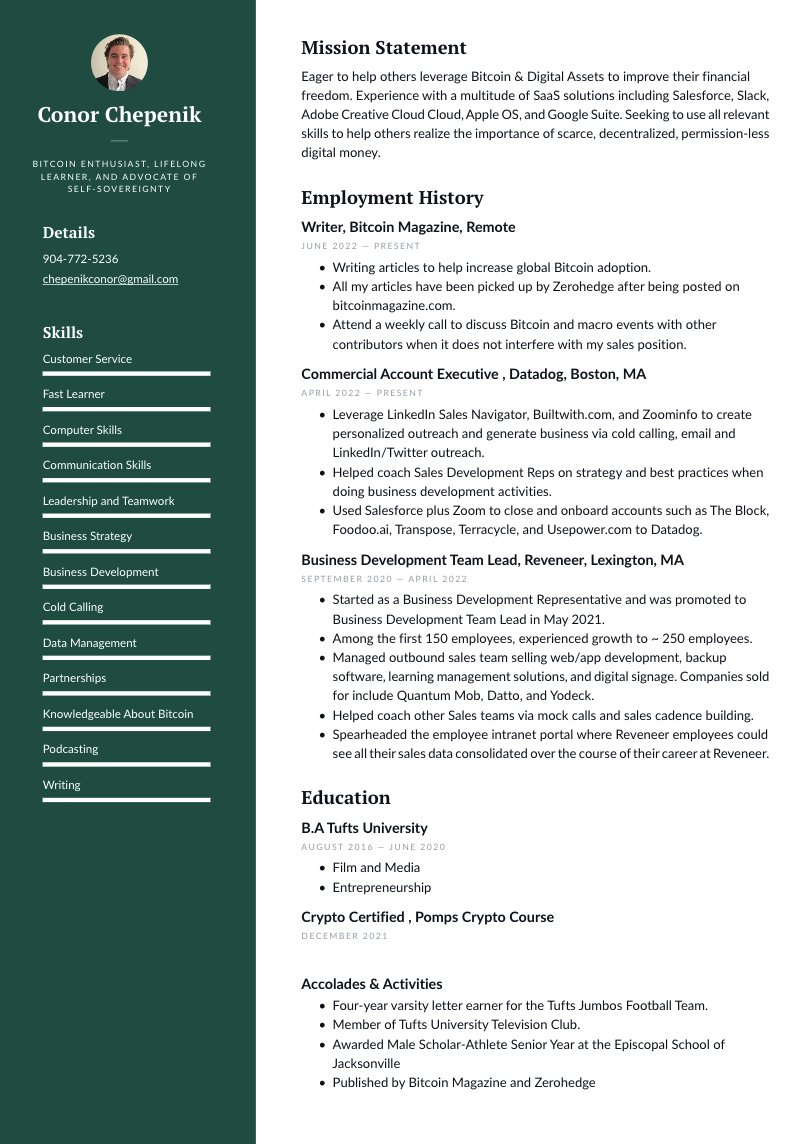 Conor Chepenik
BITCOIN ENTHUSIAST, LIFELONG
LEARNER, AND ADVOCATE OF
SELF-SOVEREIGNTY
Details
904-772-5236
chepenikconor@gmail.com
Skills
Customer Service
Fast Learner
Computer Skills
Communication Skills
Leadership and Teamwork
Business Strategy
Business Development
Cold Calling
Data Management
Partnerships
Knowledgeable About Bitcoin
Podcasting
Writing
Mission Statement
Eager to help others leverage Bitcoin & Digital Assets to improve their financial
freedom. Experience with a multitude of SaaS solutions including Salesforce, Slack,
Adobe Creative Cloud Cloud, Apple OS, and Google Suite. Seeking to use all relevant
skills to help others realize the importance of scarce, decentralized, permission-less
digital money.
Employment History
Writer, Bitcoin Magazine, Remote
JUNE 2022 — PRESENT
• Writing articles to help increase global Bitcoin adoption.
• All my articles have been picked up by Zerohedge after being posted on
bitcoinmagazine.com.
• Attend a weekly call to discuss Bitcoin and macro events with other
contributors when it does not interfere with my sales position.
Commercial Account Executive , Datadog, Boston, MA
APRIL 2022 — PRESENT
• Leverage LinkedIn Sales Navigator, Builtwith.com, and Zoominfo to create
personalized outreach and generate business via cold calling, email and
LinkedIn/Twitter outreach.
• Helped coach Sales Development Reps on strategy and best practices when
doing business development activities.
• Used Salesforce plus Zoom to close and onboard accounts such as The Block,
Foodoo.ai, Transpose, Terracycle, and Usepower.com to Datadog.
Business Development Team Lead, Reveneer, Lexington, MA
SEPTEMBER 2020 — APRIL 2022
• Started as a Business Development Representative and was promoted to
Business Development Team Lead in May 2021.
• Among the first 150 employees, experienced growth to ~ 250 employees.
• Managed outbound sales team selling web/app development, backup
software, learning management solutions, and digital signage. Companies sold
for include Quantum Mob, Datto, and Yodeck.
• Helped coach other Sales teams via mock calls and sales cadence building.
• Spearheaded the employee intranet portal where Reveneer employees could
see all their sales data consolidated over the course of their career at Reveneer.
Education
B.A Tufts University
AUGUST 2016 — JUNE 2020
• Film and Media
• Entrepreneurship
Crypto Certified , Pomps Crypto Course
DECEMBER 2021
Accolades & Activities
• Four-year varsity letter earner for the Tufts Jumbos Football Team.
• Member of Tufts University Television Club.
• Awarded Male Scholar-Athlete Senior Year at the Episcopal School of
Jacksonville
• Published by Bitcoin Magazine and Zerohedge